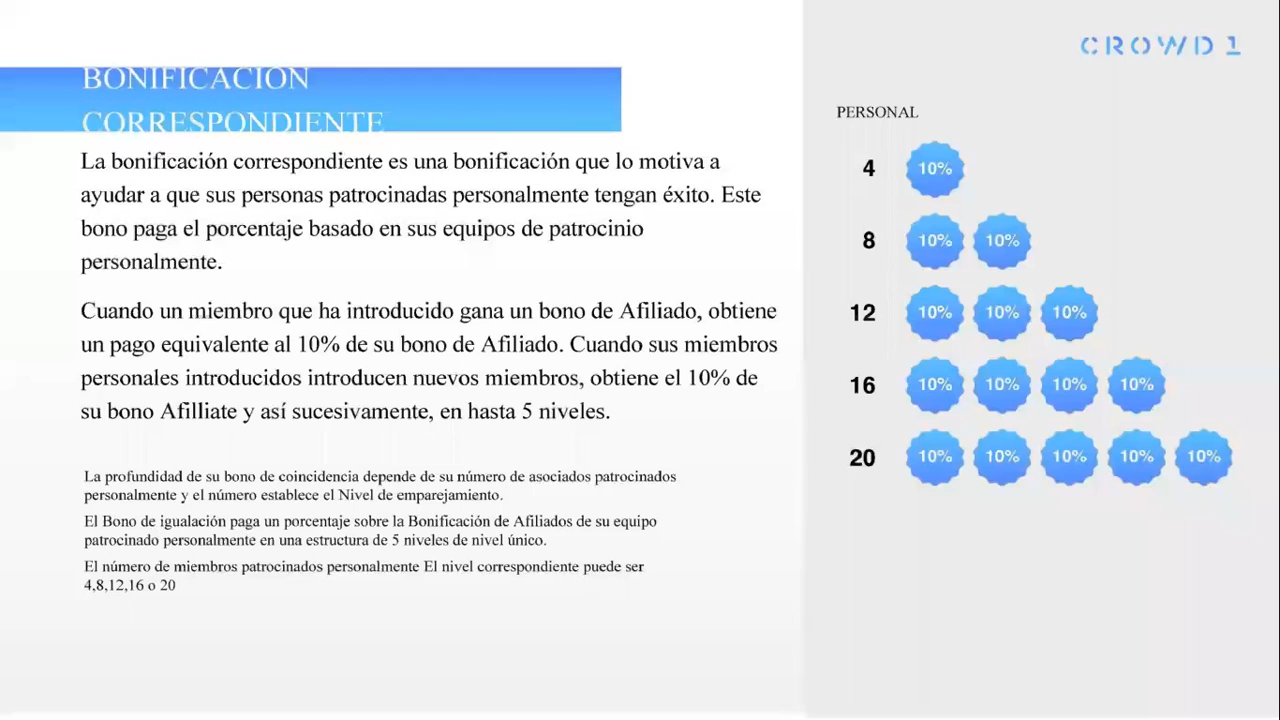 CROWD1
BONIFICACIÓN
CORRESPONDIENTE
La bonificación correspondiente es una bonificación que lo motiva a
ayudar a que sus personas patrocinadas personalmente tengan éxito. Este
bono paga el porcentaje basado en sus equipos de patrocinio
personalmente.
Cuando un miembro que ha introducido gana un bono de Afiliado, obtiene
un pago equivalente al 10% de su bono de Afiliado. Cuando sus miembros
personales introducidos introducen nuevos miembros, obtiene el 10% de
su bono Afilliate y así sucesivamente, en hasta 5 niveles.
La profundidad de su bono de coincidencia depende de su número de asociados patrocinados
personalmente y el número establece el Nivel de emparejamiento.
El Bono de igualación paga un porcentaje sobre la Bonificación de Afiliados de su equipo
patrocinado personalmente en una estructura de 5 niveles de nivel único.
El número de miembros patrocinados personalmente El nivel correspondiente puede ser
4,8,12,16 o 20
PERSONAL
4 10%
8 10% 10%
12 10% 10% 10%
16 10% 10% 10% 10%
20 10% 10% 10% 10% 10%